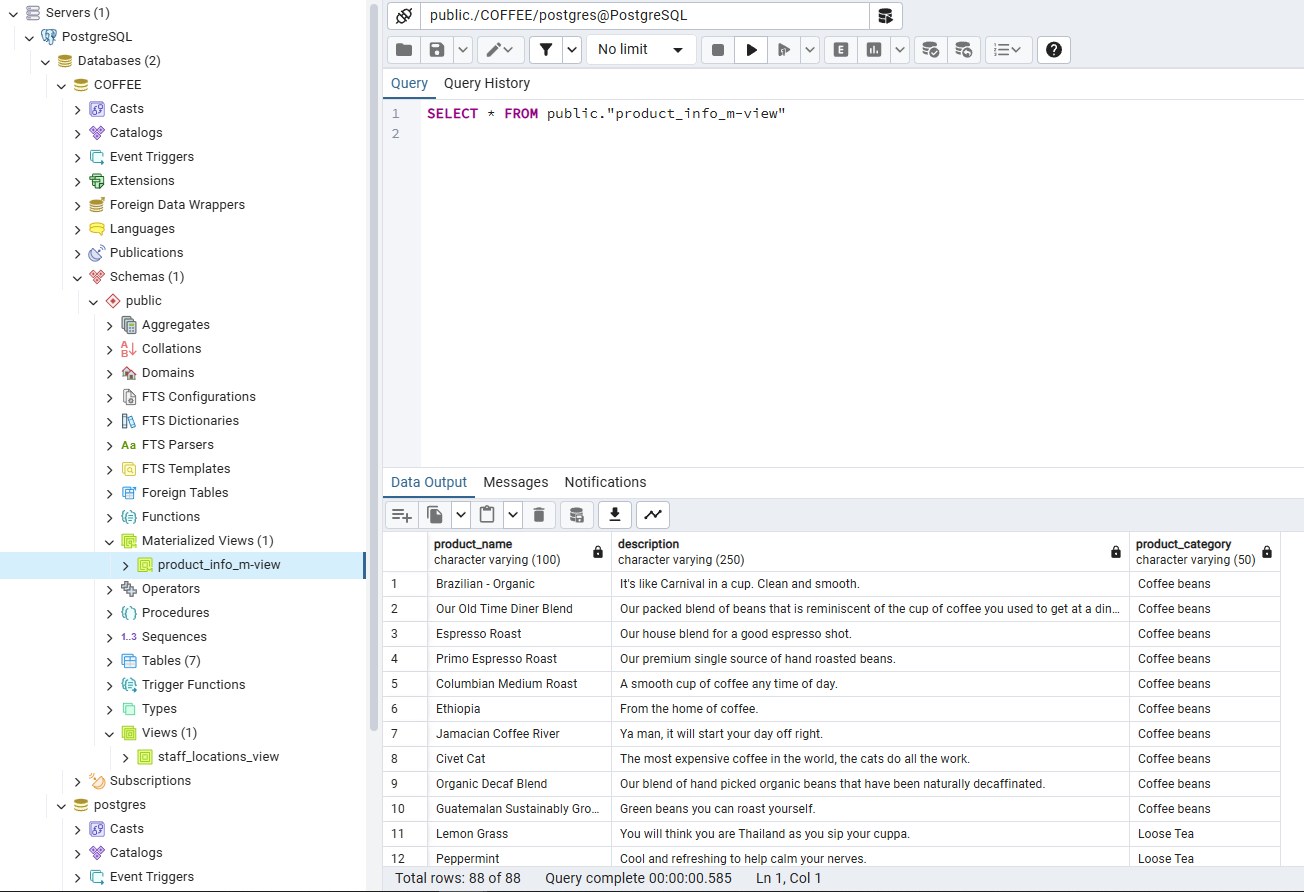 Servers (1)
PostgreSQL
Databases (2)
COFFEE
Casts
Catalogs
Event Triggers
Extensions
Foreign Data Wrappers
Languages
Publications
Schemas (1)
public
Aggregates
Collations
Domains
FTS Configurations
FTS Dictionaries
Aa FTS Parsers
FTS Templates
Foreign Tables
Functions
Materialized Views (1)
product_info_m-view
Operators
Procedures
1..3 Sequences
Tables (7)
Trigger Functions
Types
Views (1)
staff_locations_view
Subscriptions
postgres
Casts
Catalogs
Event Triggers
public./COFFEE/postgres@PostgreSQL
No limit
E
Query Query History
1 SELECT * FROM public."product_info_m-view"
2
Data Output Messages Notifications
product_name description product_category
character varying (100) character varying (250) character varying (50)
1 Brazilian - Organic It's like Carnival in a cup. Clean and smooth. Coffee beans
2 Our Old Time Diner Blend Our packed blend of beans that is reminiscent of the cup of coffee you used to get at a din... Coffee beans
3 Espresso Roast Our house blend for a good espresso shot. Coffee beans
4 Primo Espresso Roast Our premium single source of hand roasted beans. Coffee beans
5 Columbian Medium Roast A smooth cup of coffee any time of day. Coffee beans
6 Ethiopia From the home of coffee. Coffee beans
7 Jamacian Coffee River Ya man, it will start your day off right. Coffee beans
8 Civet Cat The most expensive coffee in the world, the cats do all the work. Coffee beans
9 Organic Decaf Blend Our blend of hand picked organic beans that have been naturally decaffinated. Coffee beans
10 Guatemalan Sustainably Gro... Green beans you can roast yourself. Coffee beans
11 Lemon Grass You will think you are Thailand as you sip your cuppa. Loose Tea
12 Peppermint Cool and refreshing to help calm your nerves. Loose Tea
Total rows: 88 of 88 Query complete 00:00:00.585 Ln 1, Col 1